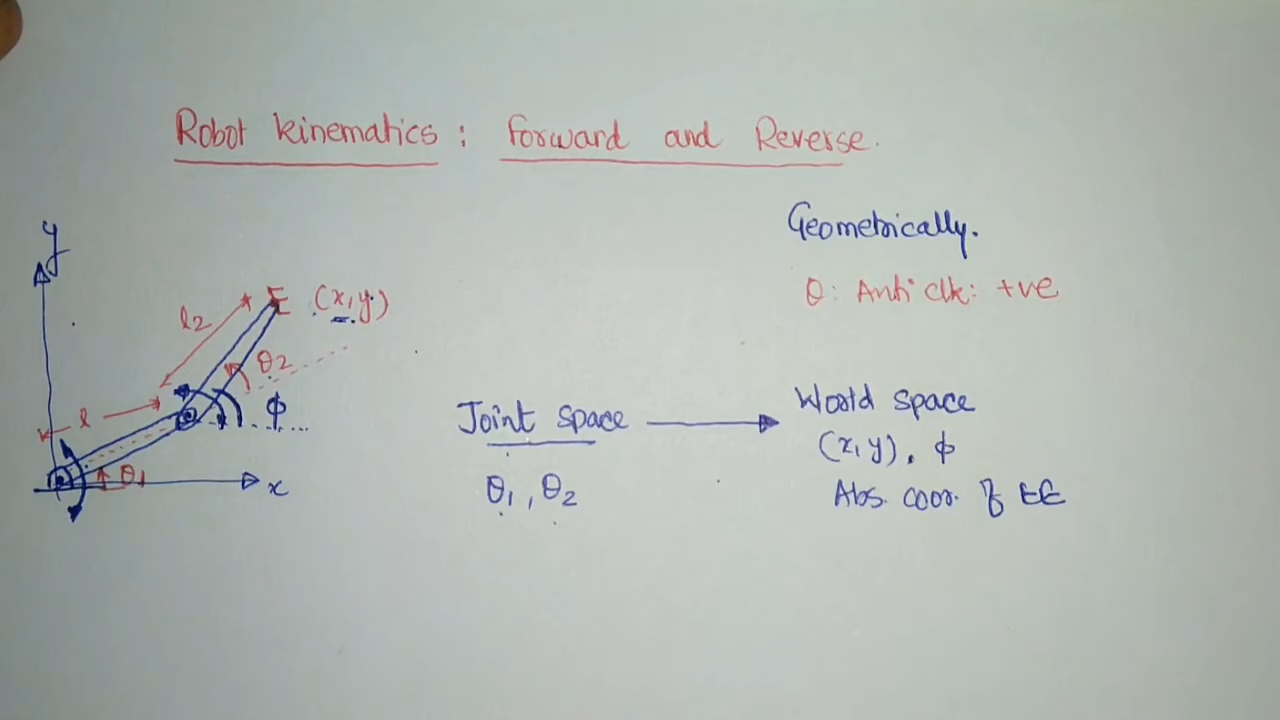 Robot kinematics : Forward and Reverse.
Geometrically.
θ: Anti clk: +ve
y
E (x,y)
l2
θ2
l
ϕ
θ1
x
Joint space
θ1, θ2
World space
(x,y), ϕ
Abs. coor. of EE